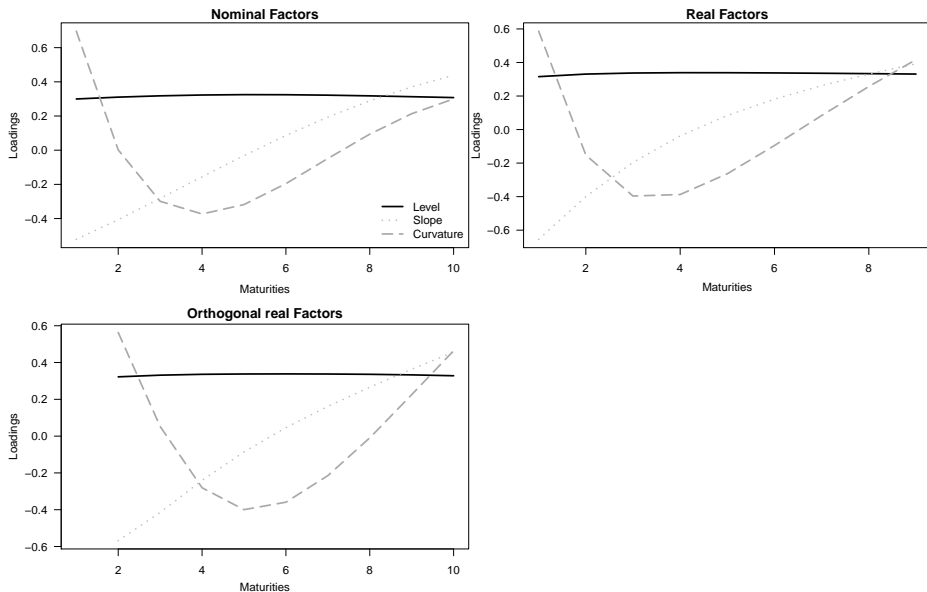 Nominal Factors
0.6
0.4
0.2
0.0
−0.2
−0.4
Loadings
Level
Slope
Curvature
2
4
6
8
10
Maturities
Real Factors
0.6
0.4
0.2
0.0
−0.2
−0.4
−0.6
Loadings
2
4
6
8
Maturities
Orthogonal real Factors
0.6
0.4
0.2
0.0
−0.2
−0.4
−0.6
Loadings
2
4
6
8
10
Maturities